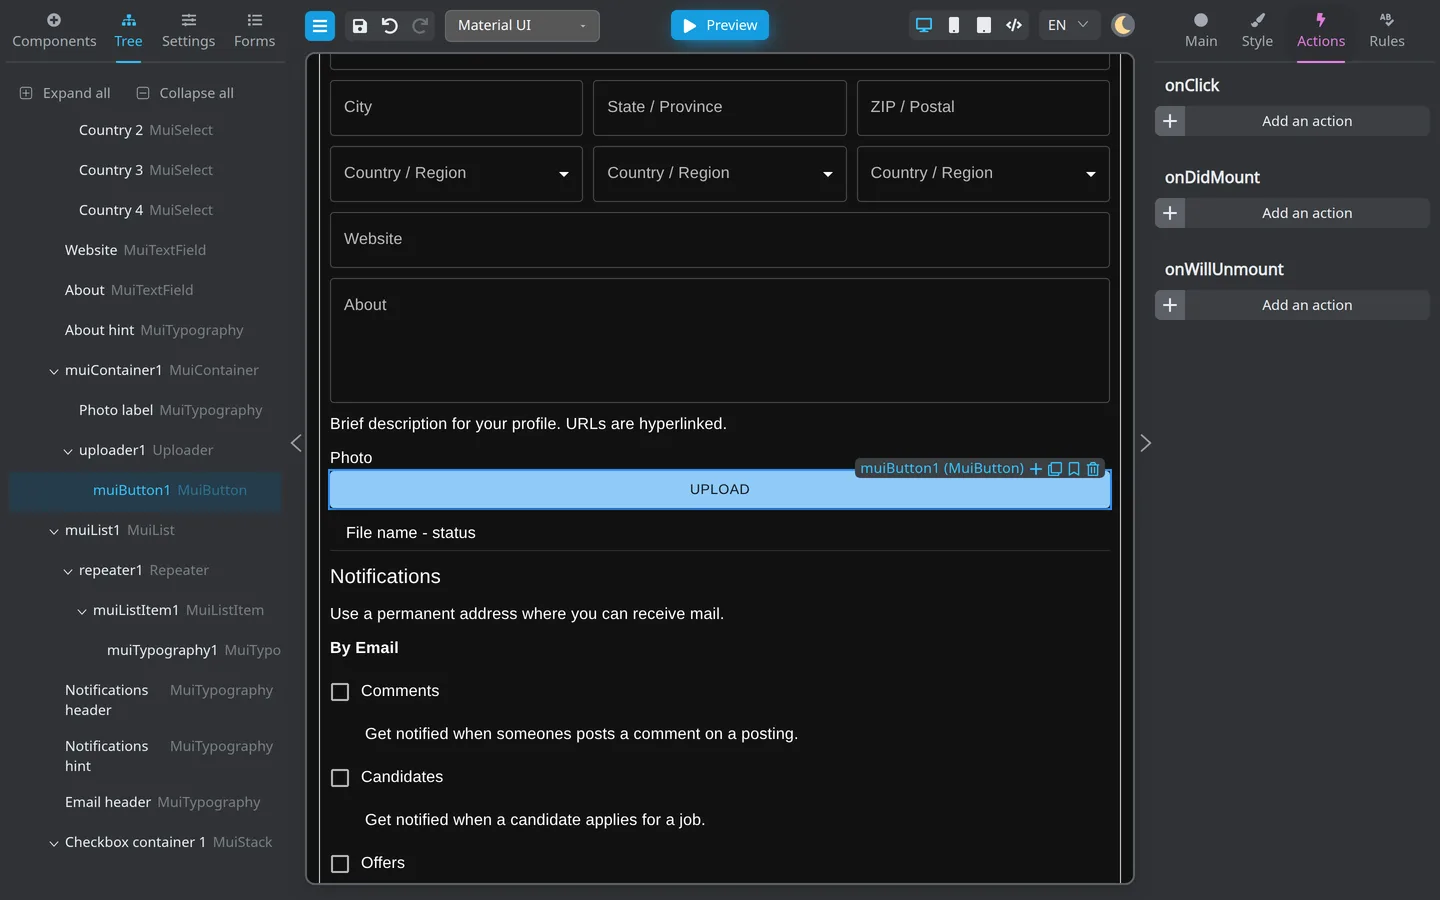 Components
Tree
Settings
Forms
Material UI
Preview
EN
Main
Style
Actions
AB
Rules
Expand all
Collapse all
Country 2 MuiSelect
Country 3 MuiSelect
Country 4 MuiSelect
Website MuiTextField
About MuiTextField
About hint MuiTypography
muiContainer1 MuiContainer
Photo label MuiTypography
uploader1 Uploader
muiButton1 MuiButton
muiList1 MuiList
repeater1 Repeater
muiListItem1 MuiListItem
muiTypography1 MuiTypo
Notifications header MuiTypography
Notifications hint MuiTypography
Email header MuiTypography
Checkbox container 1 MuiStack
City
State / Province
ZIP / Postal
Country / Region
Country / Region
Country / Region
Website
About
Brief description for your profile. URLs are hyperlinked.
Photo
muiButton1 (MuiButton)
UPLOAD
File name - status
Notifications
Use a permanent address where you can receive mail.
By Email
Comments
Get notified when someones posts a comment on a posting.
Candidates
Get notified when a candidate applies for a job.
Offers
onClick
Add an action
onDidMount
Add an action
onWillUnmount
Add an action